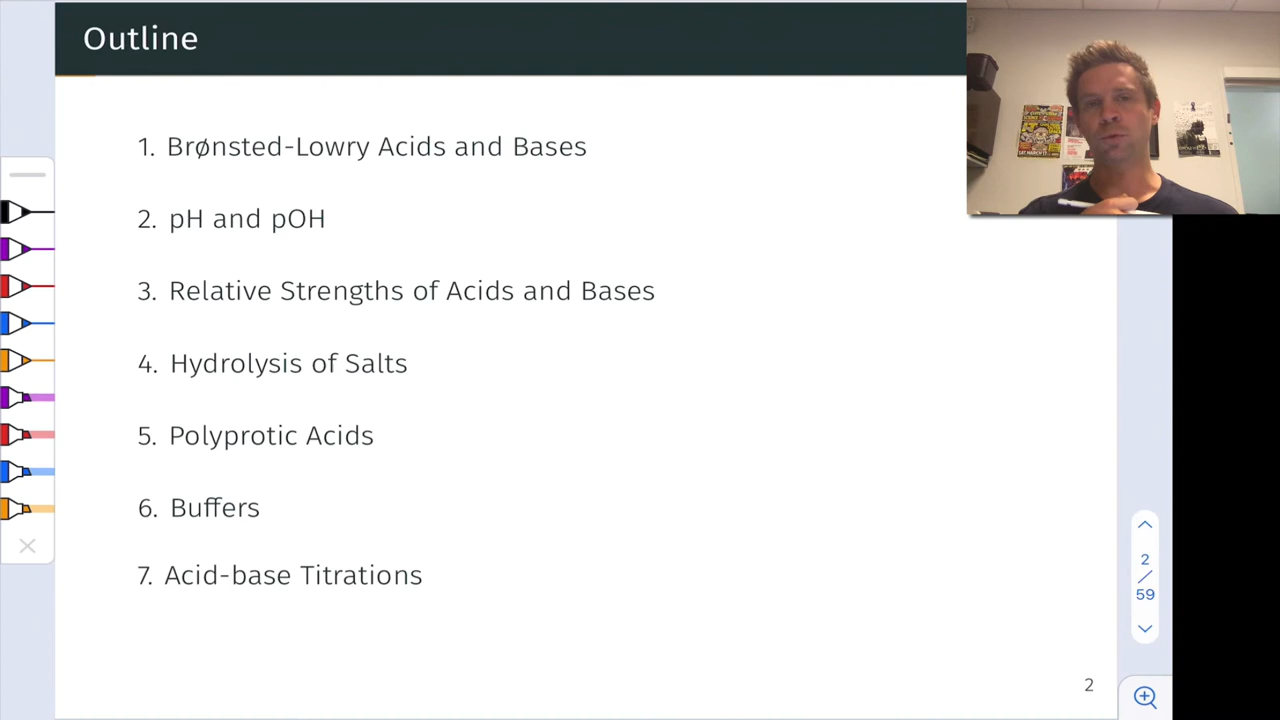 Outline
1. Brønsted-Lowry Acids and Bases
2. pH and pOH
3. Relative Strengths of Acids and Bases
4. Hydrolysis of Salts
5. Polyprotic Acids
6. Buffers
7. Acid-base Titrations
2
/
59
2